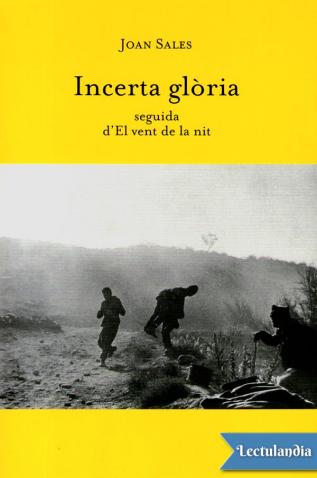 Joan Sales
Incerta glòria
seguida
d'El vent de la nit
Lectulandia